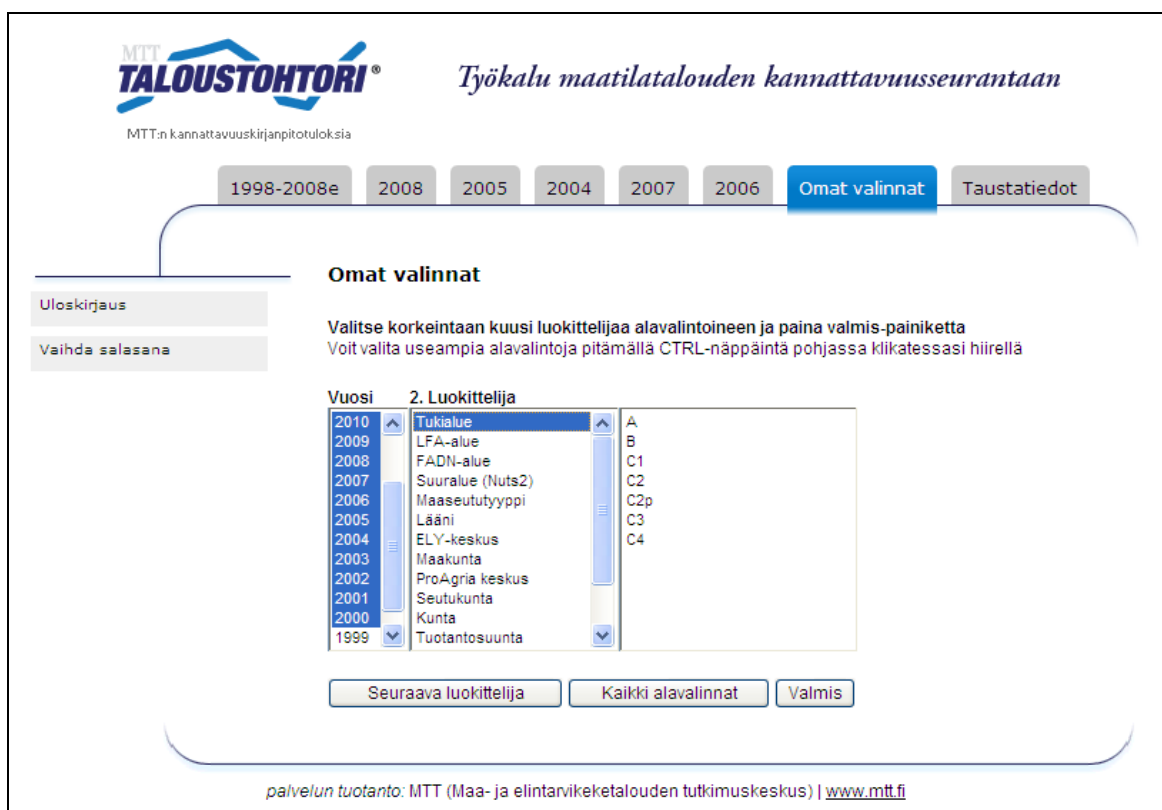 MTT
TALOUSTOHTORI®
Työkalu maatilatalouden kannattavuusseurantaan
MTT:n kannattavuuskirjanpitotuloksia
1998-2008e 2008 2005 2004 2007 2006 Omat valinnat Taustatiedot
Uloskirjaus
Vaihda salasana
Omat valinnat
Valitse korkeintaan kuusi luokittelijaa alavalintoineen ja paina valmis-painiketta
Voit valita useampia alavalintoja pitämällä CTRL-näppäintä pohjassa klikatessasi hiirellä
Vuosi 2. Luokittelija
2010 Tukialue A
2009 LFA-alue B
2008 FADN-alue C1
2007 Suuralue (Nuts2) C2
2006 Maaseututyyppi C2p
2005 Lääni C3
2004 ELY-keskus C4
2003 Maakunta
2002 ProAgria keskus
2001 Seutukunta
2000 Kunta
1999 Tuotantosuunta
Seuraava luokittelija Kaikki alavalinnat Valmis
palvelun tuotanto: MTT (Maa- ja elintarvikeketalouden tutkimuskeskus) | www.mtt.fi